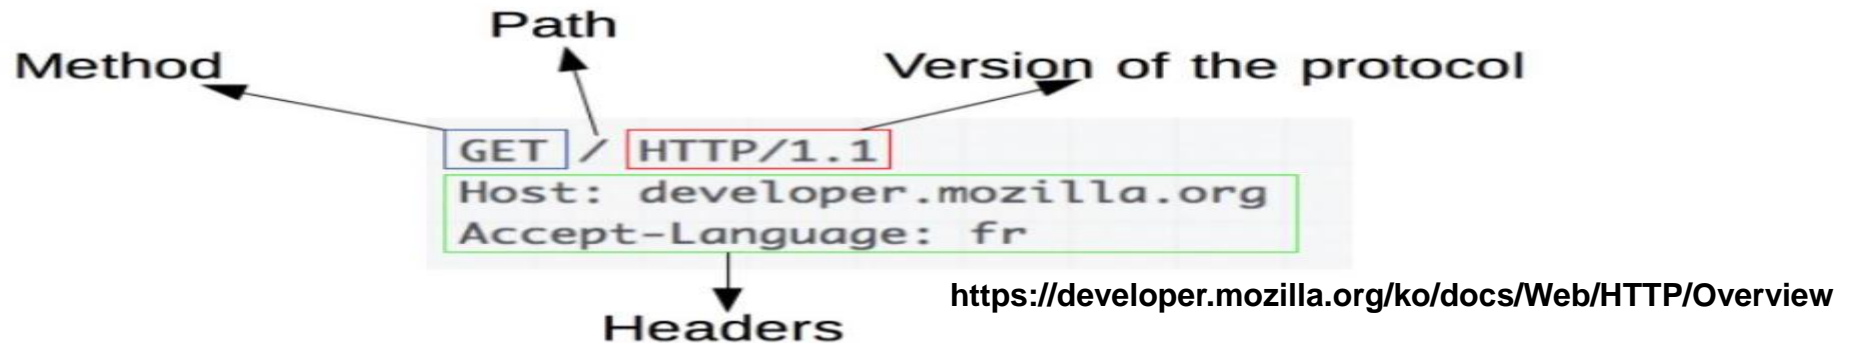 Path
Method
Version of the protocol
GET / HTTP/1.1
Host: developer.mozilla.org
Accept-Language: fr
https://developer.mozilla.org/ko/docs/Web/HTTP/Overview
Headers